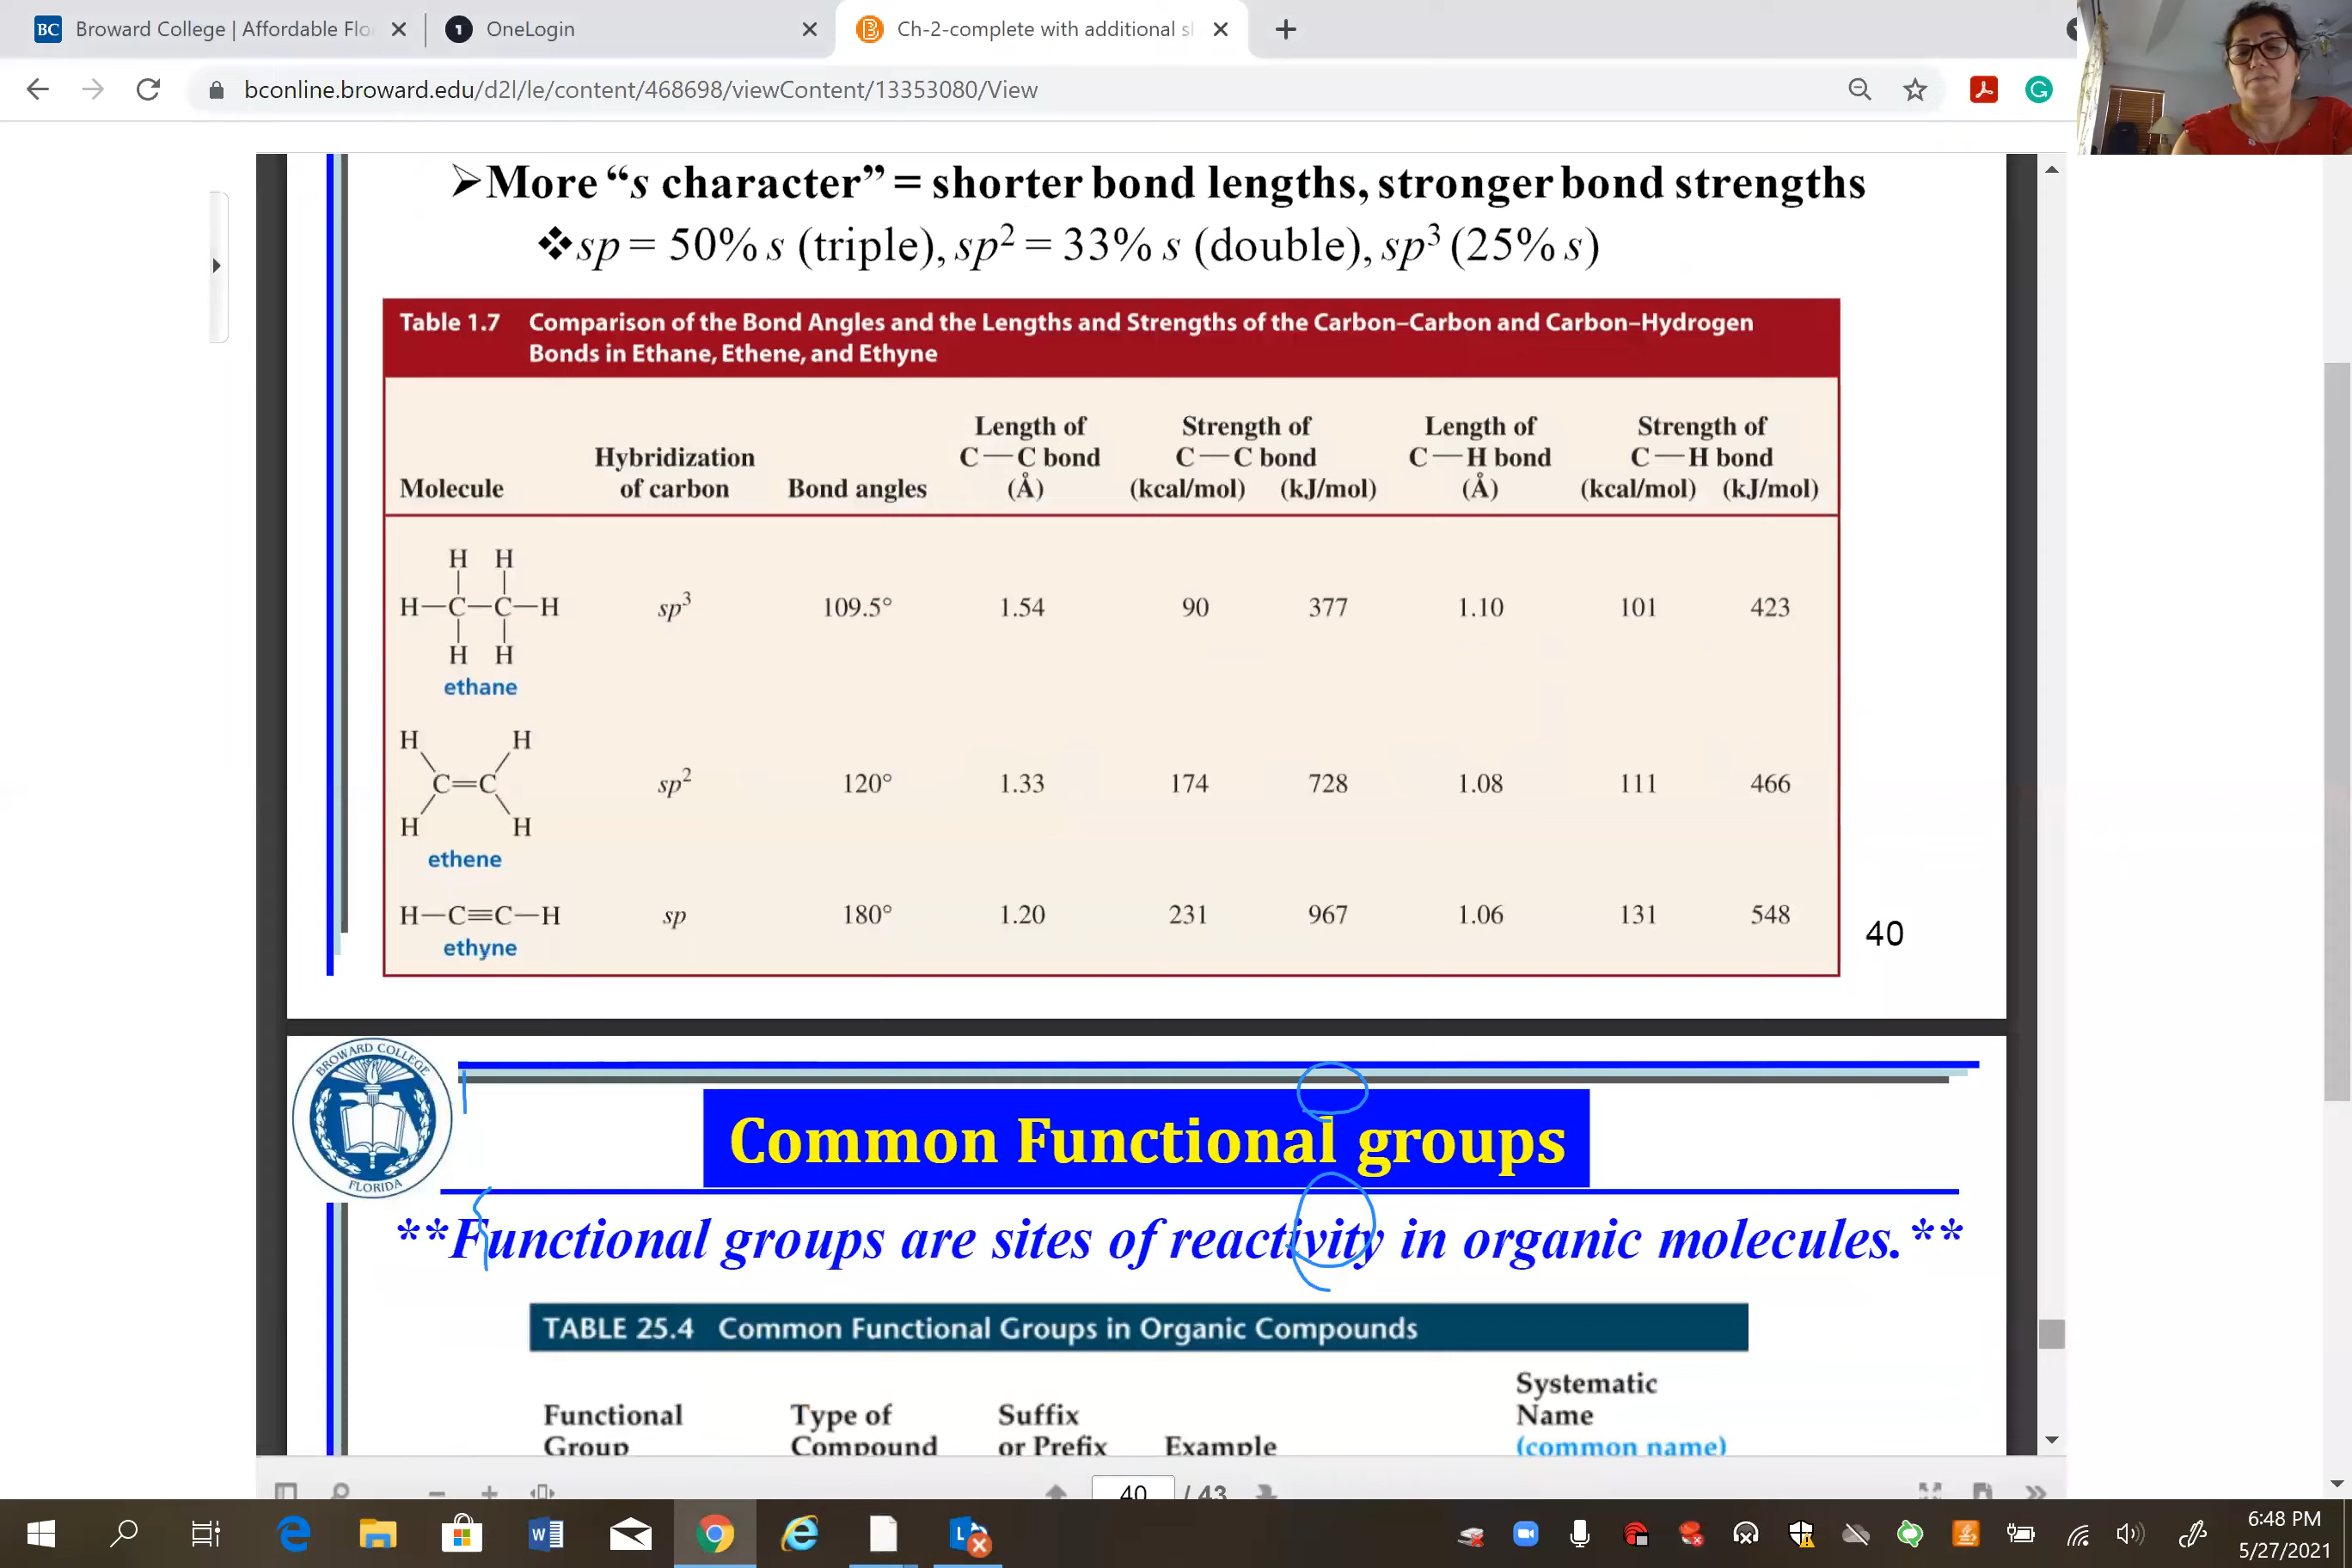 BC Broward College | Affordable Flo
1 OneLogin
Ch-2-complete with additional sl
bconline.broward.edu/d2l/le/content/468698/viewContent/13353080/View
➢More “s character” = shorter bond lengths, stronger bond strengths
❖sp = 50% s (triple), sp² = 33% s (double), sp³ (25% s)
Table 1.7 Comparison of the Bond Angles and the Lengths and Strengths of the Carbon–Carbon and Carbon–Hydrogen
Bonds in Ethane, Ethene, and Ethyne
Length of Strength of Length of Strength of
Hybridization C—C bond C—C bond C—H bond C—H bond
Molecule of carbon Bond angles (Å) (kcal/mol) (kJ/mol) (Å) (kcal/mol) (kJ/mol)
H H
H—C—C—H sp³ 109.5° 1.54 90 377 1.10 101 423
H H
ethane
H H
C=C sp² 120° 1.33 174 728 1.08 111 466
H H
ethene
H—C≡C—H sp 180° 1.20 231 967 1.06 131 548
ethyne
40
BROWARD COLLEGE
FLORIDA
Common Functional groups
**Functional groups are sites of reactivity in organic molecules.**
TABLE 25.4 Common Functional Groups in Organic Compounds
Systematic
Functional Type of Suffix Name
Group Compound or Prefix Example (common name)
40 / 43
6:48 PM
5/27/2021